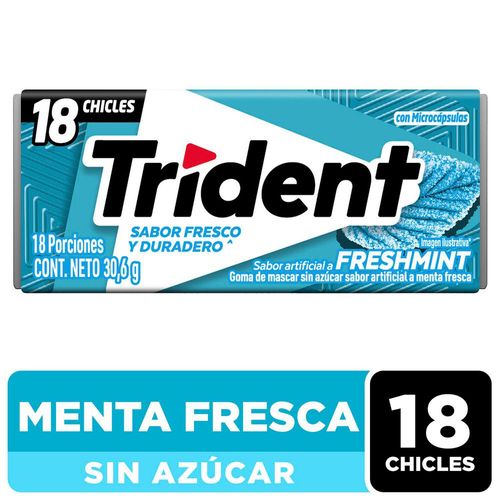 18 CHICLES
con Microcápsulas
Trident
SABOR FRESCO
Y DURADERO^
18 Porciones
CONT. NETO 30,6 g
Imagen ilustrativa*
Sabor artificial a FRESHMINT
Goma de mascar sin azúcar sabor artificial a menta fresca
MENTA FRESCA
SIN AZÚCAR
18
CHICLES